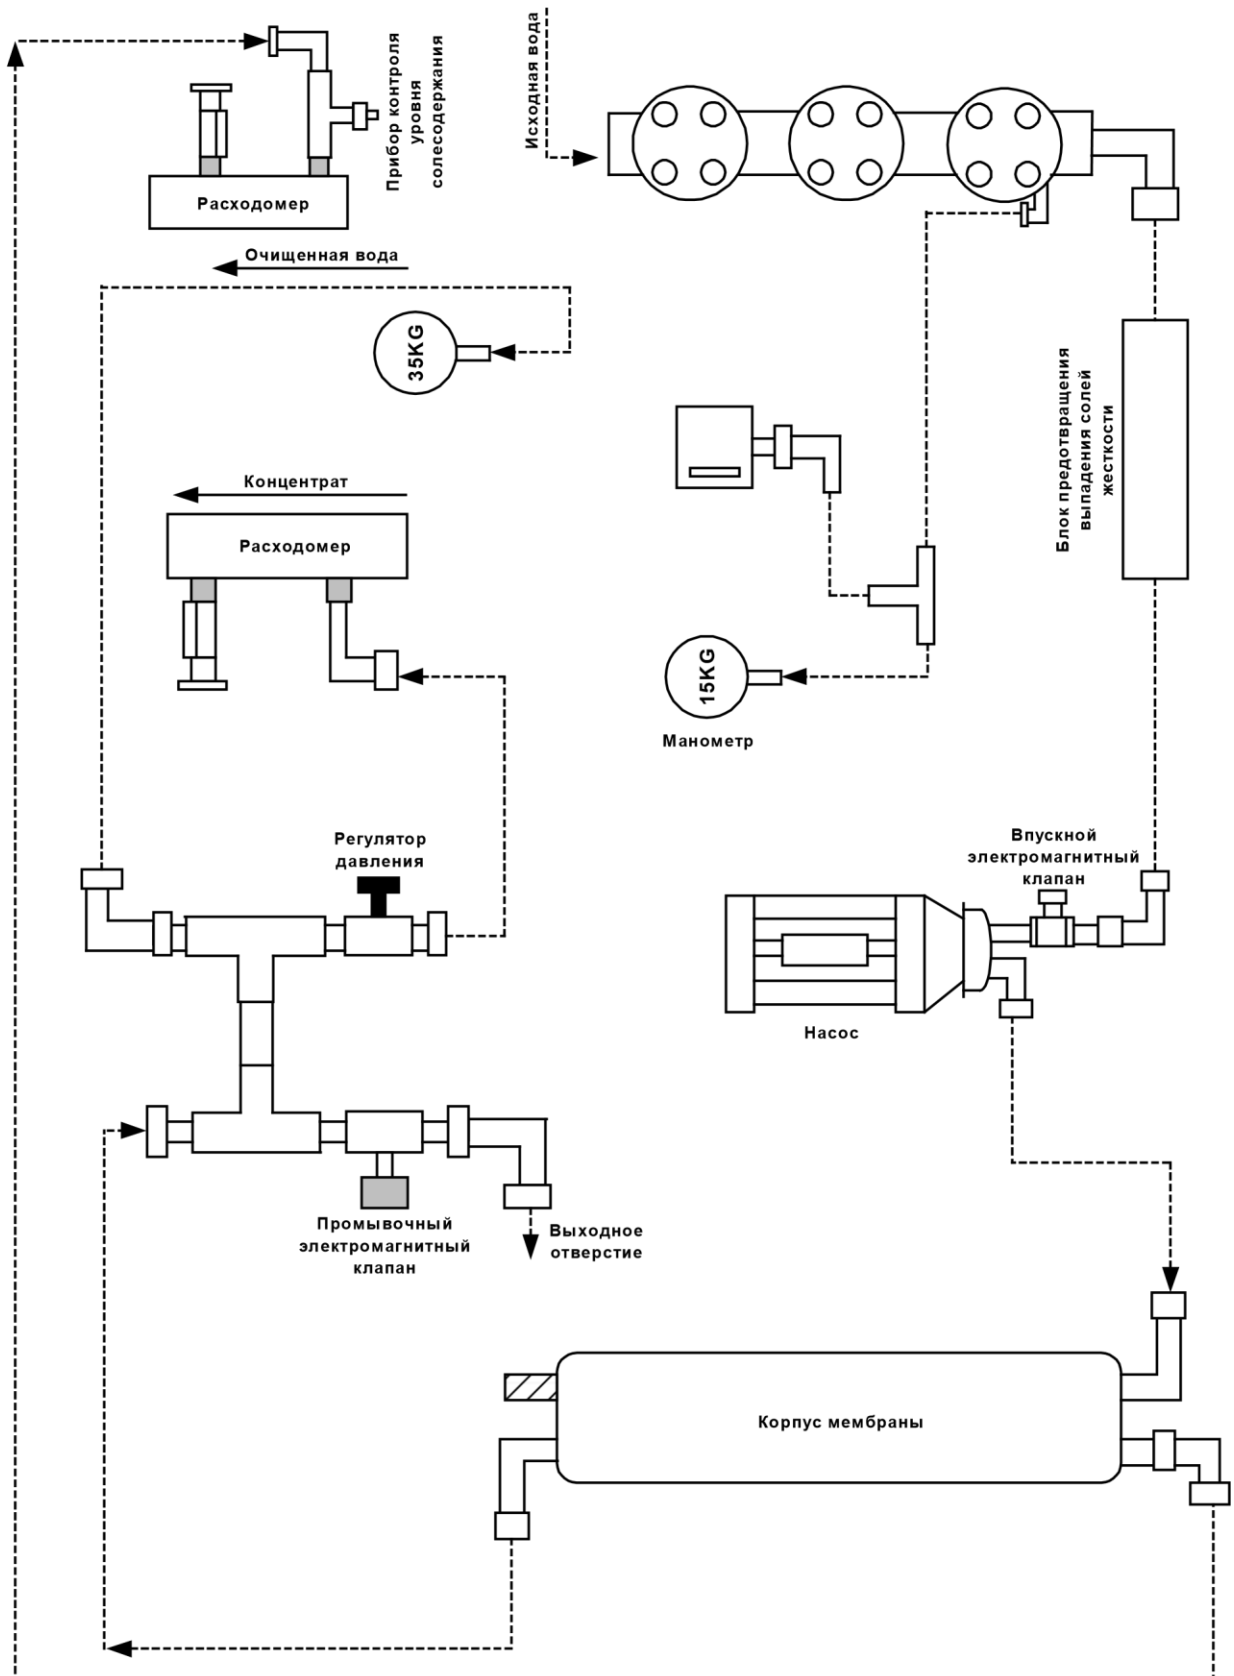 Прибор контроля
уровня
солесодержания
Исходная вода
Расходомер
Очищенная вода
35KG
Блок предотвращения
выпадения солей
жесткости
Концентрат
Расходомер
15KG
Манометр
Регулятор
давления
Впускной
электромагнитный
клапан
Насос
Промывочный
электромагнитный
клапан
Выходное
отверстие
Корпус мембраны